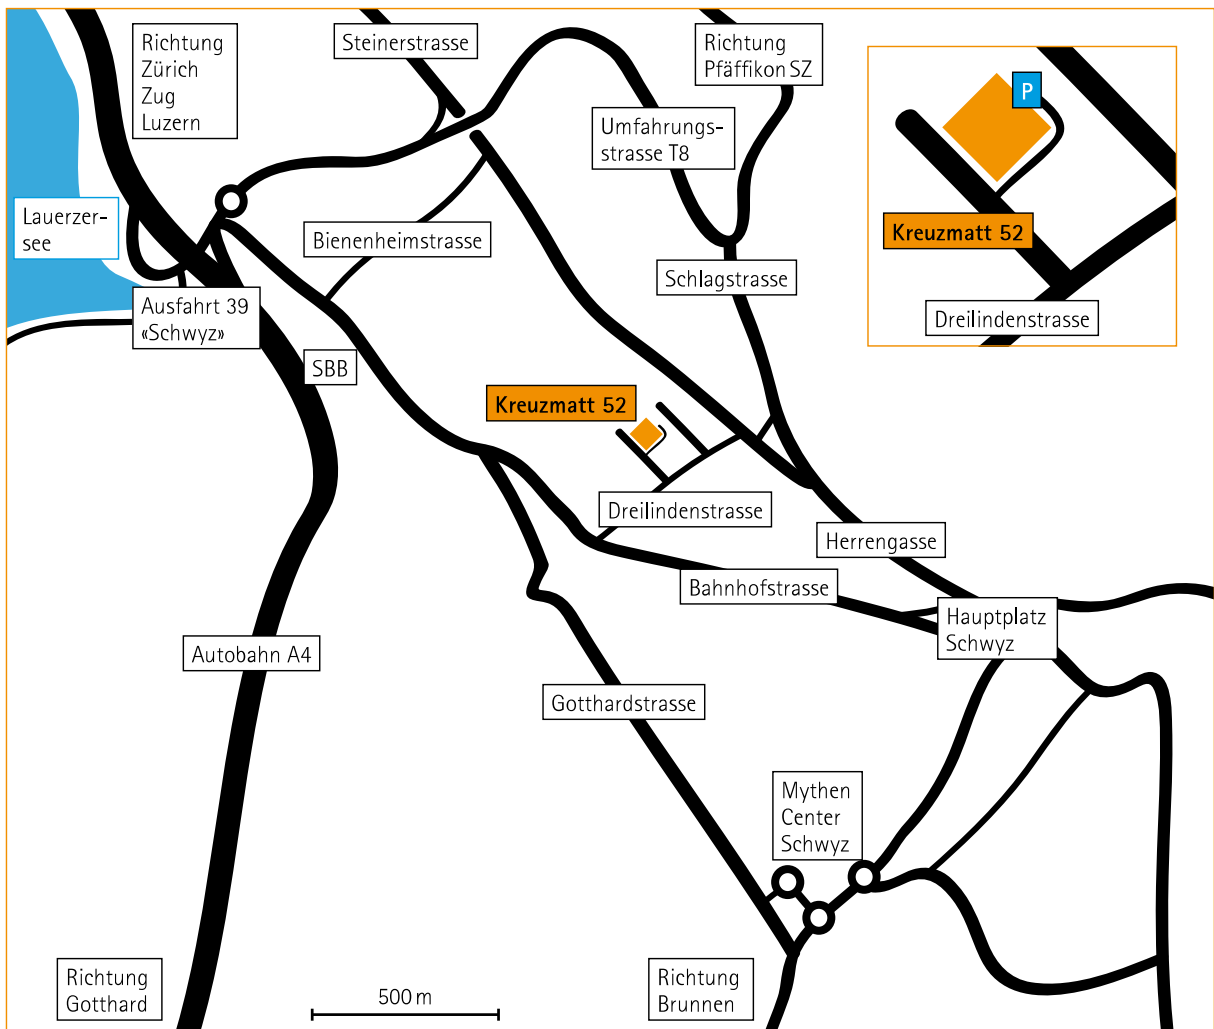 Richtung
Zürich
Zug
Luzern
Steinerstrasse
Richtung
Pfäffikon SZ
Umfahrungs-
strasse T8
P
Kreuzmatt 52
Dreilindenstrasse
Lauerzer-
see
Bienenheimstrasse
Schlagstrasse
Ausfahrt 39
«Schwyz»
SBB
Kreuzmatt 52
Dreilindenstrasse
Herrengasse
Bahnhofstrasse
Hauptplatz
Schwyz
Autobahn A4
Gotthardstrasse
Mythen
Center
Schwyz
Richtung
Gotthard
500 m
Richtung
Brunnen